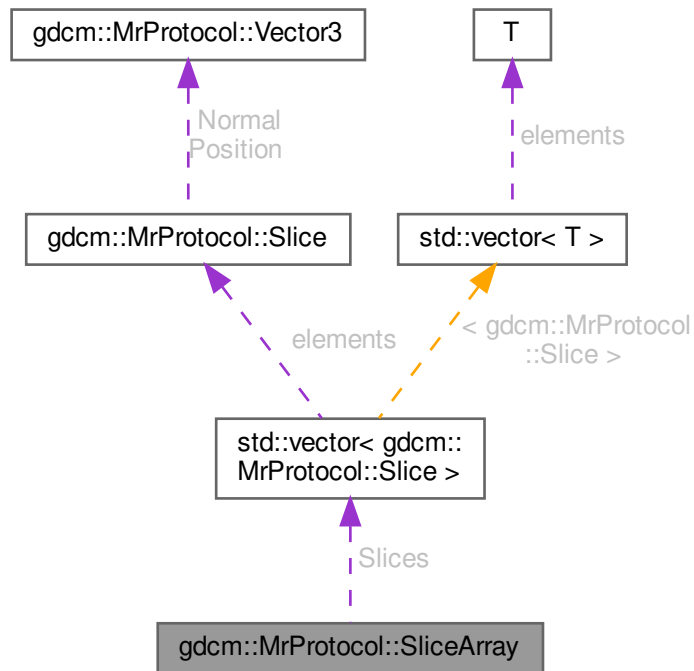 gdcm::MrProtocol::Vector3
T
Normal
Position
elements
gdcm::MrProtocol::Slice
std::vector< T >
elements
< gdcm::MrProtocol
::Slice >
std::vector< gdcm::
MrProtocol::Slice >
Slices
gdcm::MrProtocol::SliceArray